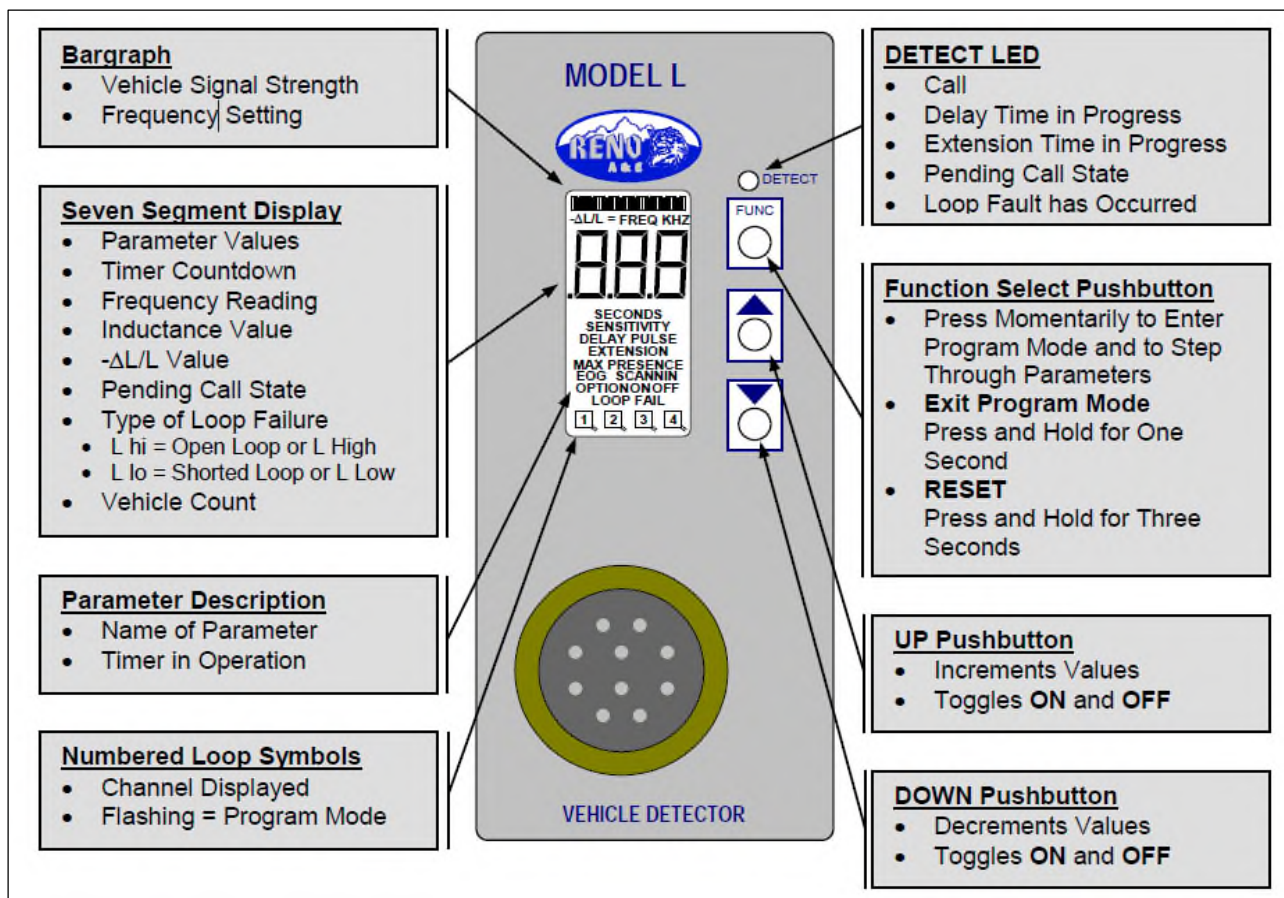 Bargraph
• Vehicle Signal Strength
• Frequency Setting
Seven Segment Display
• Parameter Values
• Timer Countdown
• Frequency Reading
• Inductance Value
• -ΔL/L Value
• Pending Call State
• Type of Loop Failure
• L hi = Open Loop or L High
• L lo = Shorted Loop or L Low
• Vehicle Count
Parameter Description
• Name of Parameter
• Timer in Operation
Numbered Loop Symbols
• Channel Displayed
• Flashing = Program Mode
MODEL L
RENO
A & E
DETECT
-ΔL/L = FREQ KHZ
.8.8.8
SECONDS
SENSITIVITY
DELAY PULSE
EXTENSION
MAX PRESENCE
EOG SCANNIN
OPTIONONOFF
LOOP FAIL
1 2 3 4
FUNC
VEHICLE DETECTOR
DETECT LED
• Call
• Delay Time in Progress
• Extension Time in Progress
• Pending Call State
• Loop Fault has Occurred
Function Select Pushbutton
• Press Momentarily to Enter
Program Mode and to Step
Through Parameters
• Exit Program Mode
Press and Hold for One
Second
• RESET
Press and Hold for Three
Seconds
UP Pushbutton
• Increments Values
• Toggles ON and OFF
DOWN Pushbutton
• Decrements Values
• Toggles ON and OFF